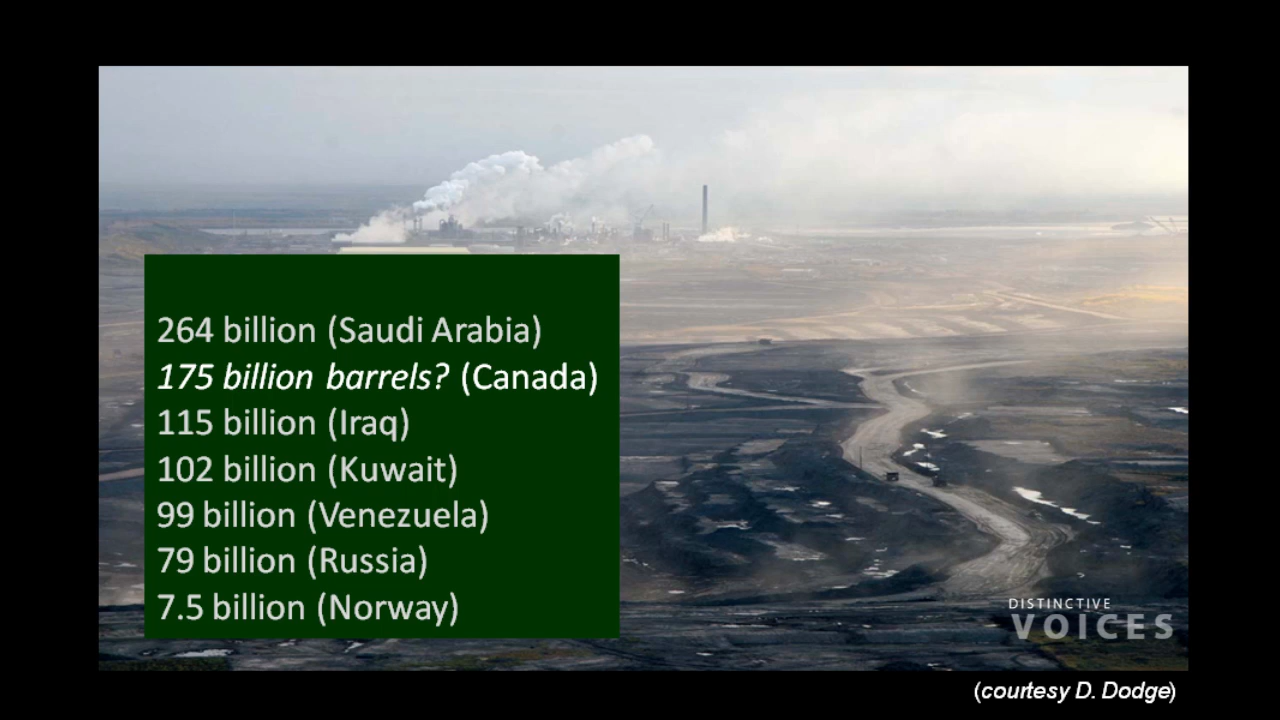 264 billion (Saudi Arabia)
175 billion barrels? (Canada)
115 billion (Iraq)
102 billion (Kuwait)
99 billion (Venezuela)
79 billion (Russia)
7.5 billion (Norway)
DISTINCTIVE
VOICES
(courtesy D. Dodge)